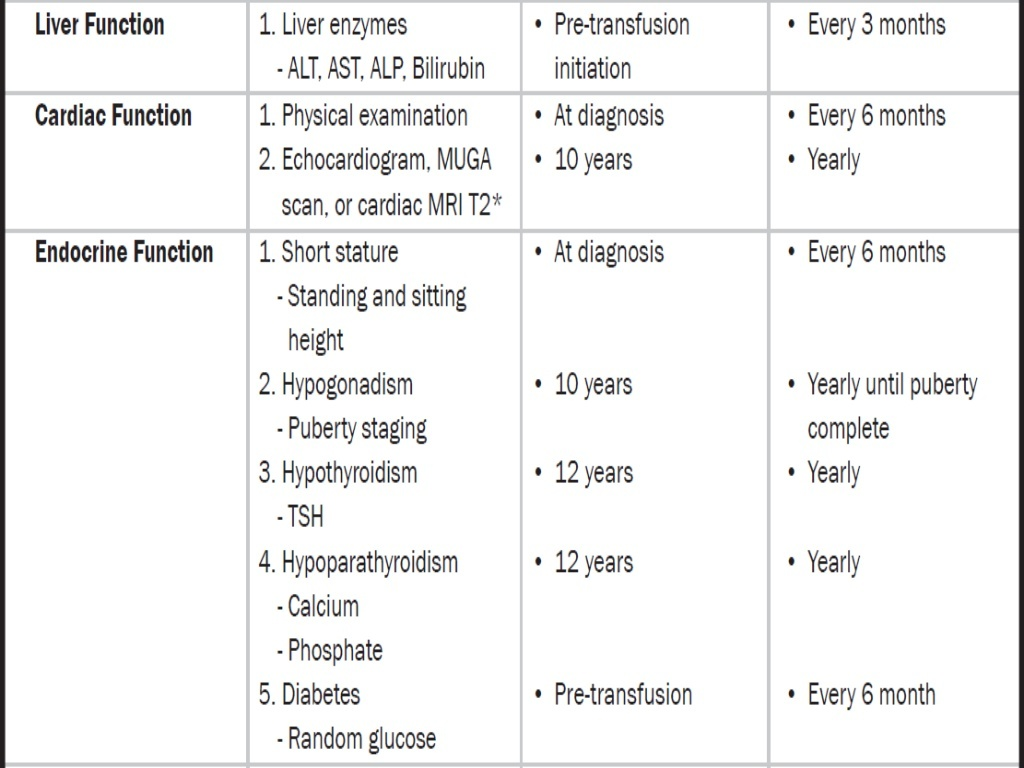 Liver Function
1. Liver enzymes
- ALT, AST, ALP, Bilirubin
• Pre-transfusion
initiation
• Every 3 months
Cardiac Function
1. Physical examination
2. Echocardiogram, MUGA
scan, or cardiac MRI T2*
• At diagnosis
• 10 years
• Every 6 months
• Yearly
Endocrine Function
1. Short stature
- Standing and sitting
height
• At diagnosis
• Every 6 months
2. Hypogonadism
- Puberty staging
• 10 years
• Yearly until puberty
complete
3. Hypothyroidism
- TSH
• 12 years
• Yearly
4. Hypoparathyroidism
- Calcium
- Phosphate
• 12 years
• Yearly
5. Diabetes
- Random glucose
• Pre-transfusion
• Every 6 month